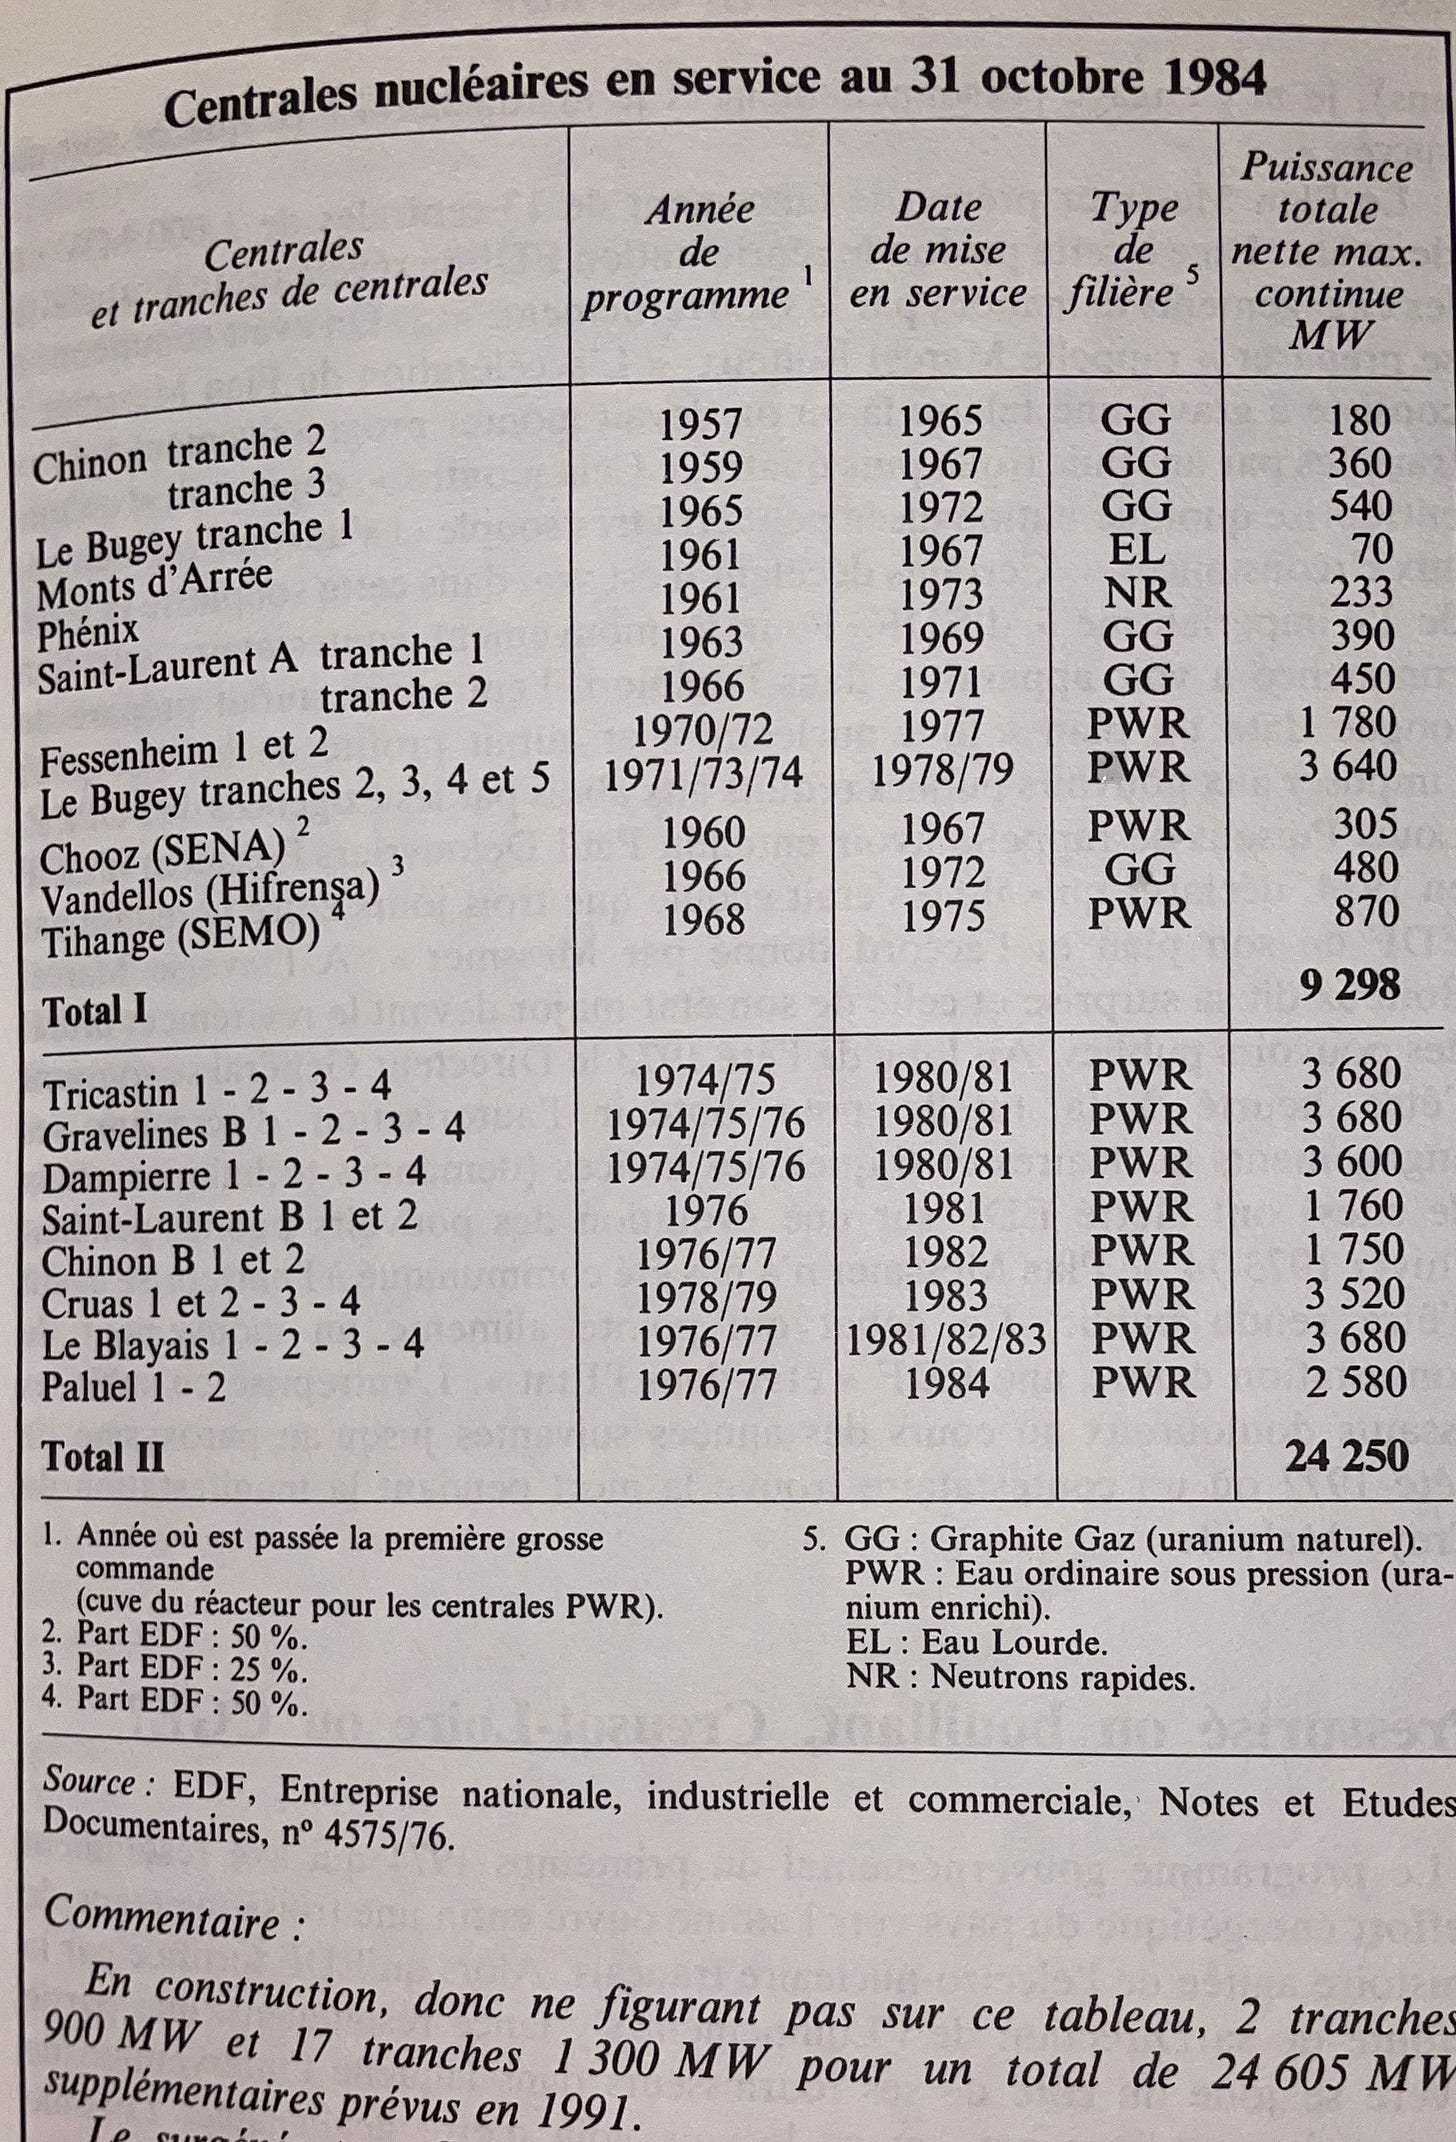 Centrales nucléaires en service au 31 octobre 1984
Centrales et tranches de centrales | Année de programme 1 | Date de mise en service | Type de filière 5 | Puissance totale nette max. continue MW
Chinon tranche 2 1957 1965 GG 180
tranche 3 1959 1967 GG 360
Le Bugey tranche 1 1965 1972 GG 540
Monts d'Arrée 1961 1967 EL 70
Phénix 1961 1973 NR 233
Saint-Laurent A tranche 1 1963 1969 GG 390
tranche 2 1966 1971 GG 450
Fessenheim 1 et 2 1970/72 1977 PWR 1 780
Le Bugey tranches 2, 3, 4 et 5 1971/73/74 1978/79 PWR 3 640
Chooz (SENA) 2 1960 1967 PWR 305
Vandellos (Hifrensa) 3 1966 1972 GG 480
Tihange (SEMO) 4 1968 1975 PWR 870
Total I 9 298
Tricastin 1 - 2 - 3 - 4 1974/75 1980/81 PWR 3 680
Gravelines B 1 - 2 - 3 - 4 1974/75/76 1980/81 PWR 3 680
Dampierre 1 - 2 - 3 - 4 1974/75/76 1980/81 PWR 3 600
Saint-Laurent B 1 et 2 1976 1981 PWR 1 760
Chinon B 1 et 2 1976/77 1982 PWR 1 750
Cruas 1 et 2 - 3 - 4 1978/79 1983 PWR 3 520
Le Blayais 1 - 2 - 3 - 4 1976/77 1981/82/83 PWR 3 680
Paluel 1 - 2 1976/77 1984 PWR 2 580
Total II 24 250
1. Année où est passée la première grosse
commande
(cuve du réacteur pour les centrales PWR).
2. Part EDF : 50 %.
3. Part EDF : 25 %.
4. Part EDF : 50 %.
5. GG : Graphite Gaz (uranium naturel).
PWR : Eau ordinaire sous pression (ura-
nium enrichi).
EL : Eau Lourde.
NR : Neutrons rapides.
Source : EDF, Entreprise nationale, industrielle et commerciale, Notes et Etudes
Documentaires, nº 4575/76.
Commentaire :
En construction, donc ne figurant pas sur ce tableau, 2 tranches
900 MW et 17 tranches 1 300 MW pour un total de 24 605 MW
supplémentaires prévus en 1991.
Le